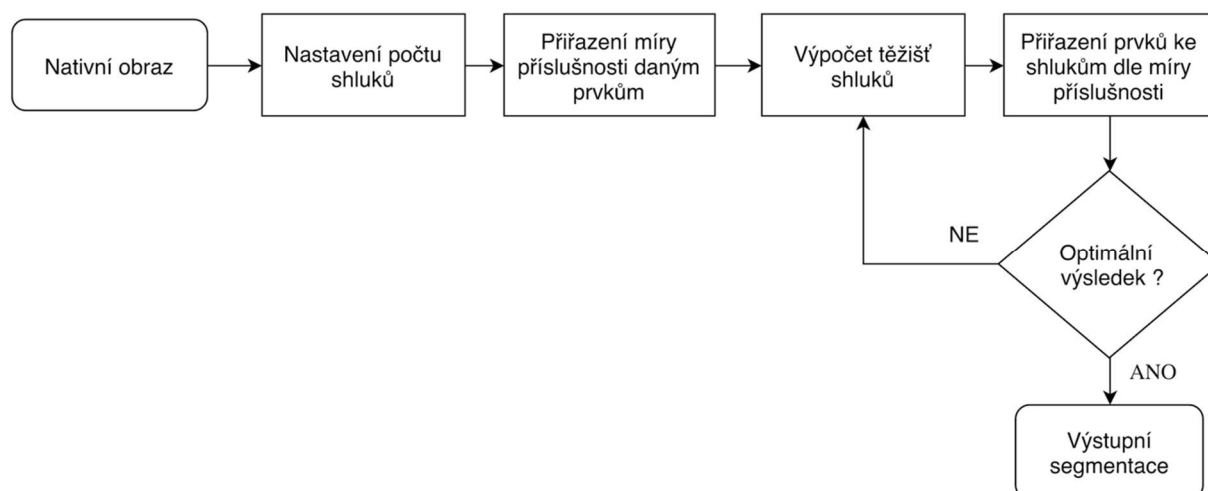 Nativní obraz
Nastavení počtu
shluků
Přiřazení míry
příslušnosti daným
prvkům
Výpočet těžišť
shluků
Přiřazení prvků ke
shlukům dle míry
příslušnosti
NE
Optimální
výsledek ?
ANO
Výstupní
segmentace